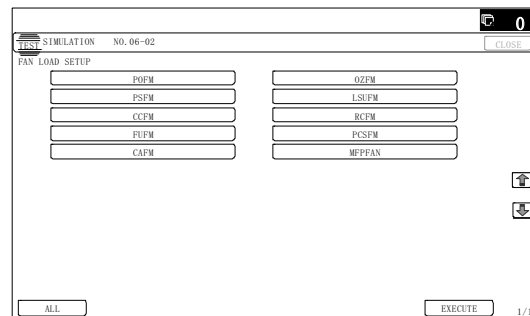 0
TEST SIMULATION NO.06-02 CLOSE
FAN LOAD SETUP
POFM OZFM
PSFM LSUFM
CCFM RCFM
FUFM PCSFM
CAFM MFPFAN
ALL EXECUTE 1/1